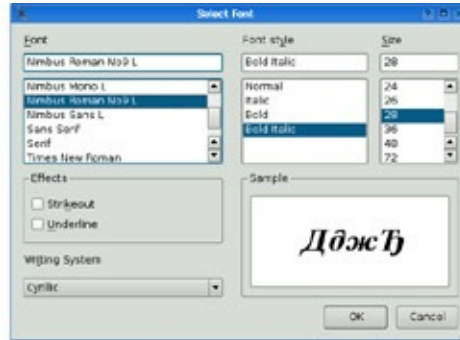 Select Font
Font
Font style
Size
Nimbus Roman No9 L
Bold Italic
28
Nimbus Mono L
Nimbus Roman No9 L
Nimbus Sans L
Sans Serif
Serif
Times New Roman
Normal
Italic
Bold
Bold Italic
24
26
28
36
48
72
Effects
Strikeout
Underline
Sample
ДджЂ
Writing System
Cyrillic
OK
Cancel